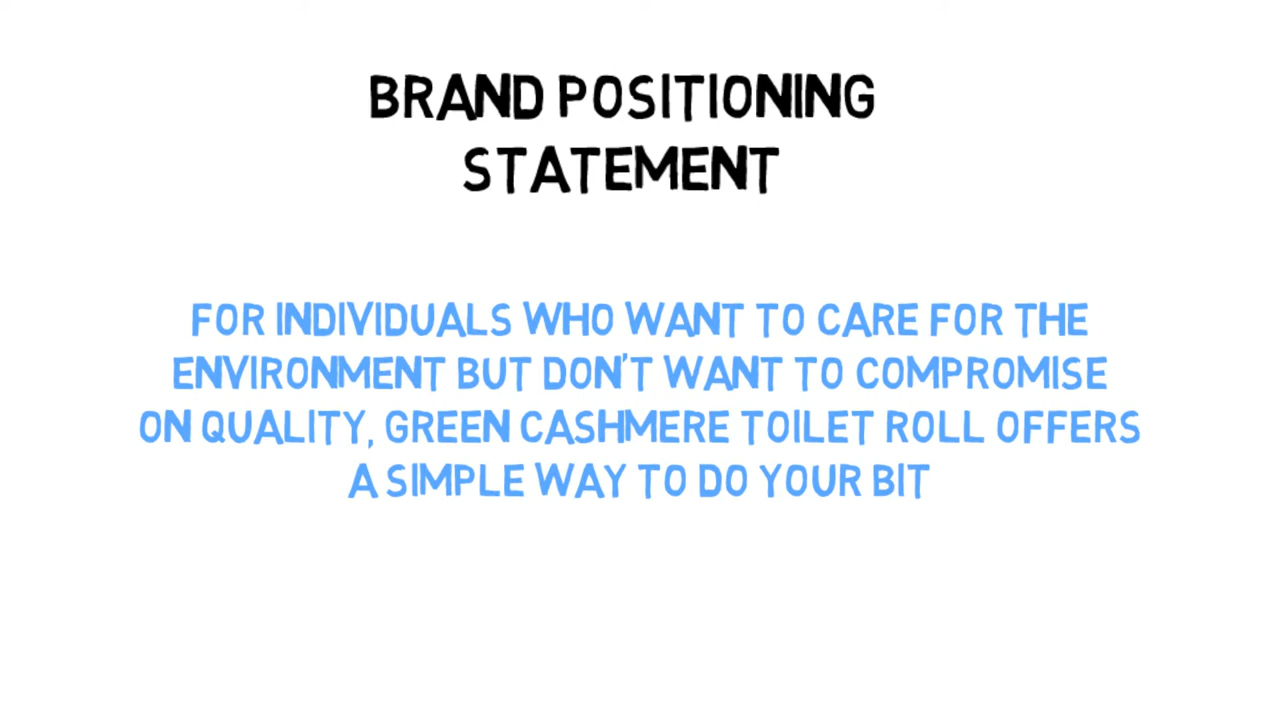 BRAND POSITIONING
STATEMENT
FOR INDIVIDUALS WHO WANT TO CARE FOR THE
ENVIRONMENT BUT DON'T WANT TO COMPROMISE
ON QUALITY, GREEN CASHMERE TOILET ROLL OFFERS
A SIMPLE WAY TO DO YOUR BIT